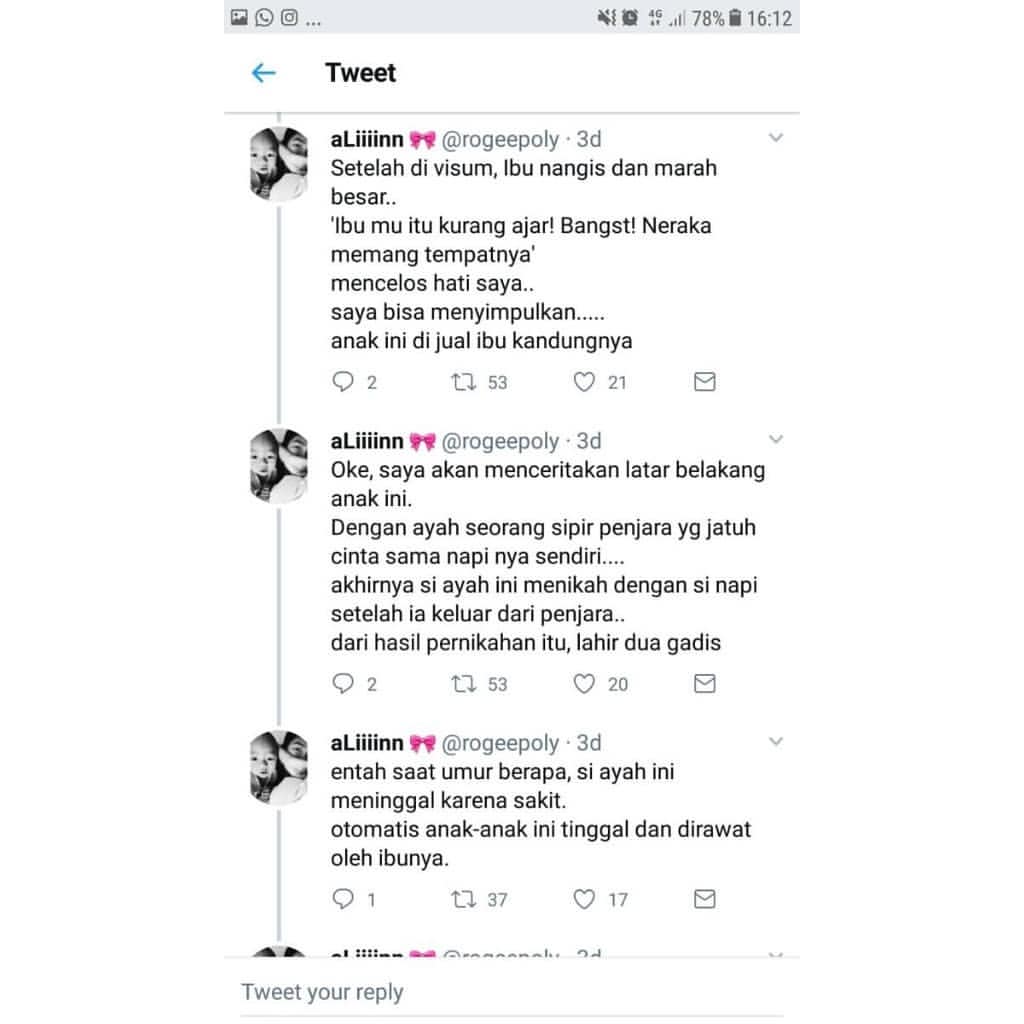 ... 4G 78% 16:12
Tweet
aLiiiinn 🎀 @rogeepoly · 3d
Setelah di visum, Ibu nangis dan marah
besar..
'Ibu mu itu kurang ajar! Bangst! Neraka
memang tempatnya'
mencelos hati saya..
saya bisa menyimpulkan.....
anak ini di jual ibu kandungnya
2 53 21
aLiiiinn 🎀 @rogeepoly · 3d
Oke, saya akan menceritakan latar belakang
anak ini.
Dengan ayah seorang sipir penjara yg jatuh
cinta sama napi nya sendiri....
akhirnya si ayah ini menikah dengan si napi
setelah ia keluar dari penjara..
dari hasil pernikahan itu, lahir dua gadis
2 53 20
aLiiiinn 🎀 @rogeepoly · 3d
entah saat umur berapa, si ayah ini
meninggal karena sakit.
otomatis anak-anak ini tinggal dan dirawat
oleh ibunya.
1 37 17
aLiiiinn 🎀 @rogeepoly · 3d
Tweet your reply